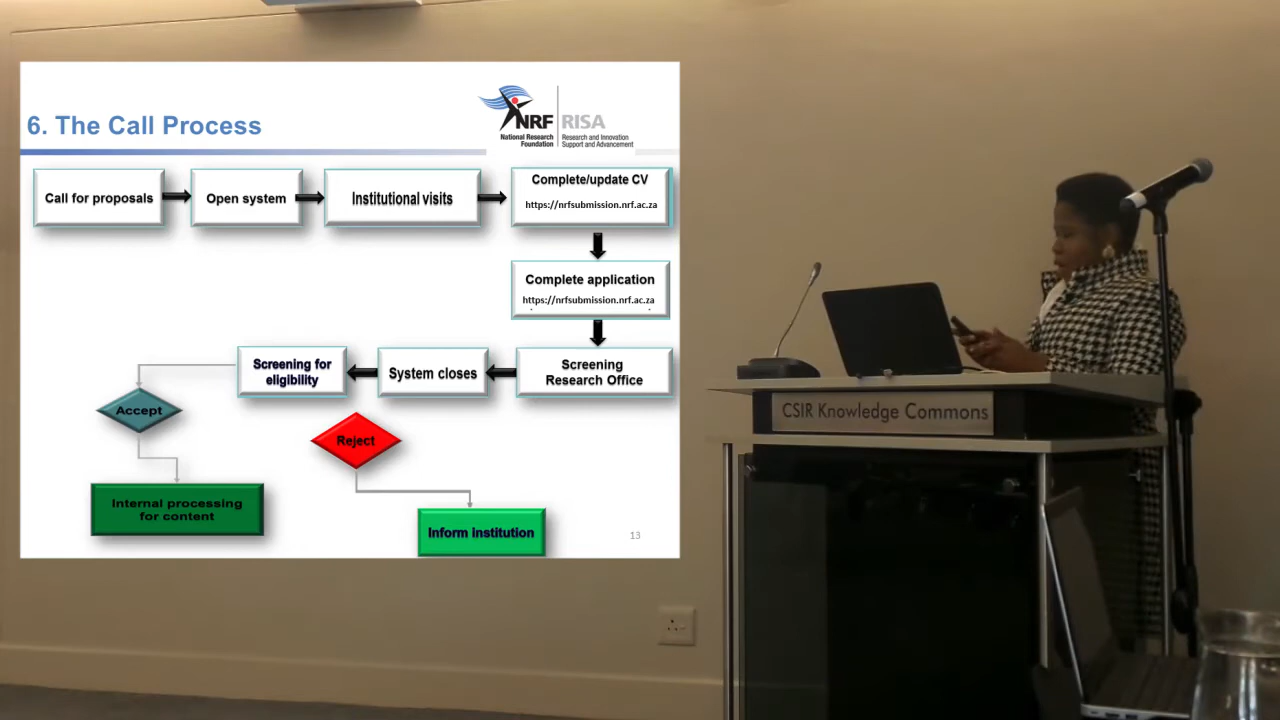 6. The Call Process
NRF
National Research
Foundation
RISA
Research and Innovation
Support and Advancement
Call for proposals
Open system
Institutional visits
Complete/update CV
https://nrfsubmission.nrf.ac.za
Complete application
https://nrfsubmission.nrf.ac.za
Screening
Research Office
System closes
Screening for
eligibility
Accept
Reject
Internal processing
for content
Inform institution
13
CSIR Knowledge Commons